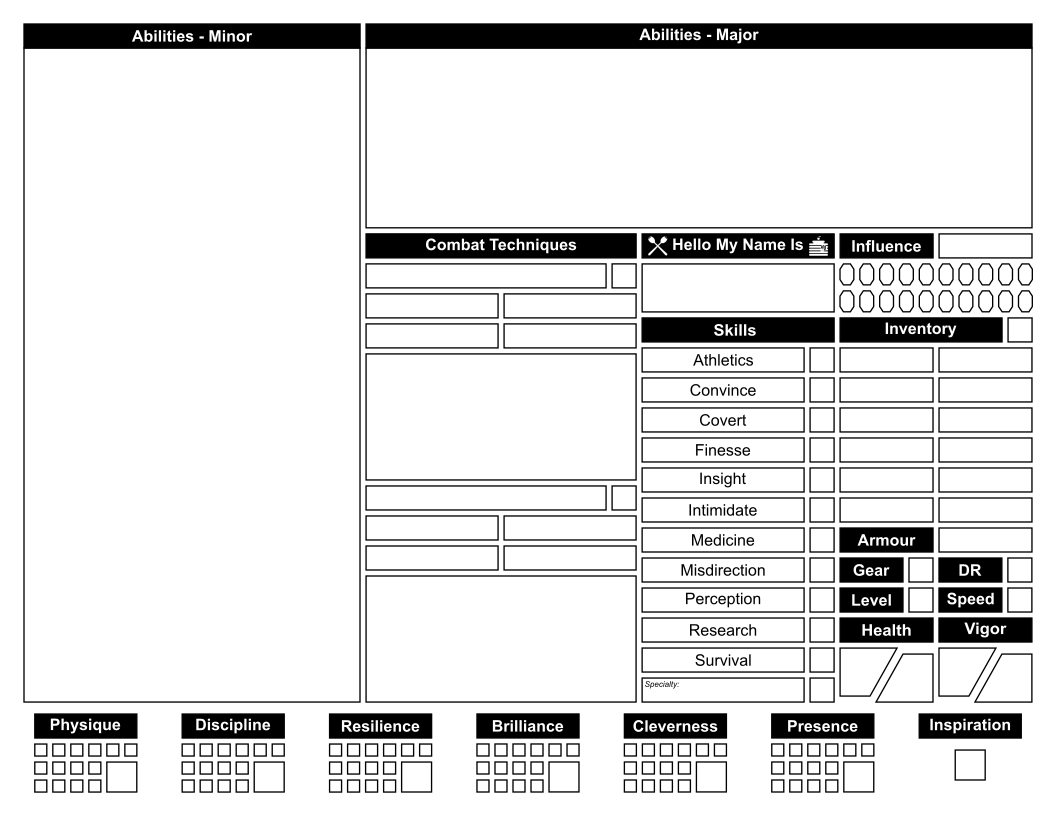 Abilities - Minor
Abilities - Major
Combat Techniques
Hello My Name Is
Influence
Skills
Inventory
Athletics
Convince
Covert
Finesse
Insight
Intimidate
Medicine
Armour
Misdirection
Gear
DR
Perception
Level
Speed
Research
Health
Vigor
Survival
Specialty:
Physique
Discipline
Resilience
Brilliance
Cleverness
Presence
Inspiration